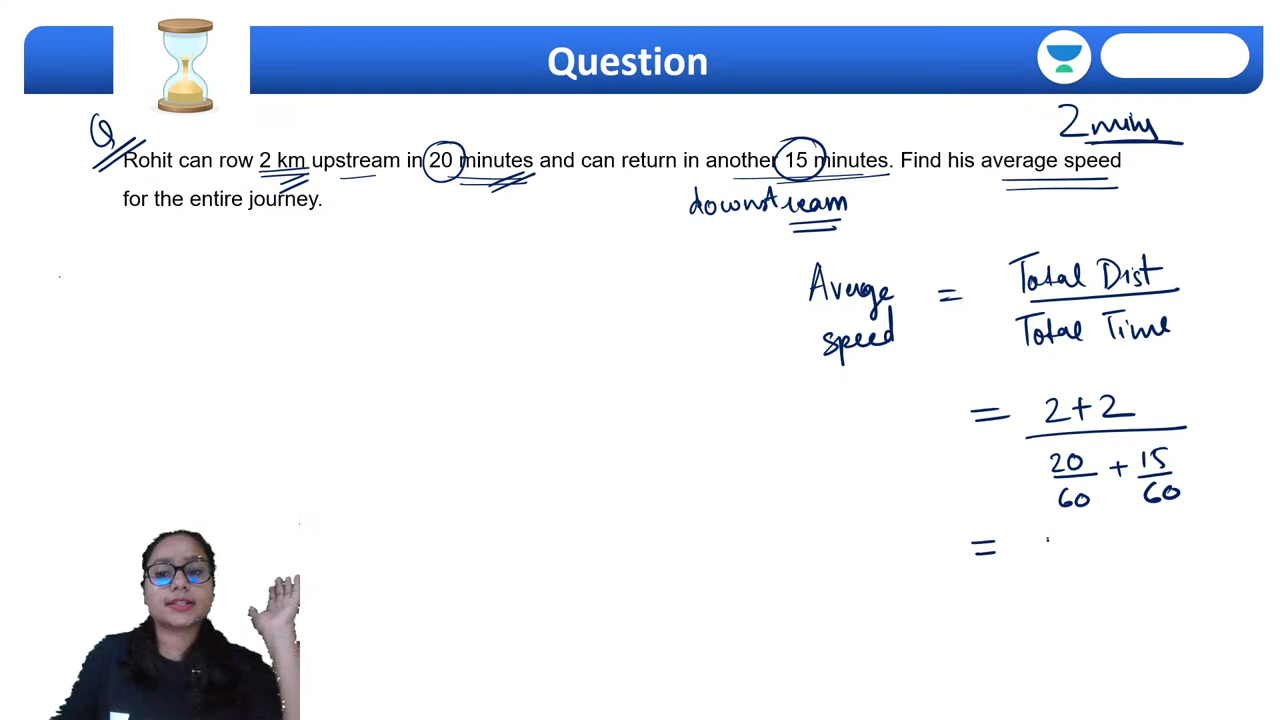 Question
2 mins
Q
Rohit can row 2 km upstream in 20 minutes and can return in another 15 minutes. Find his average speed
for the entire journey.
downstream
Average speed = Total Dist / Total Time
= 2+2 / 20/60 + 15/60
=